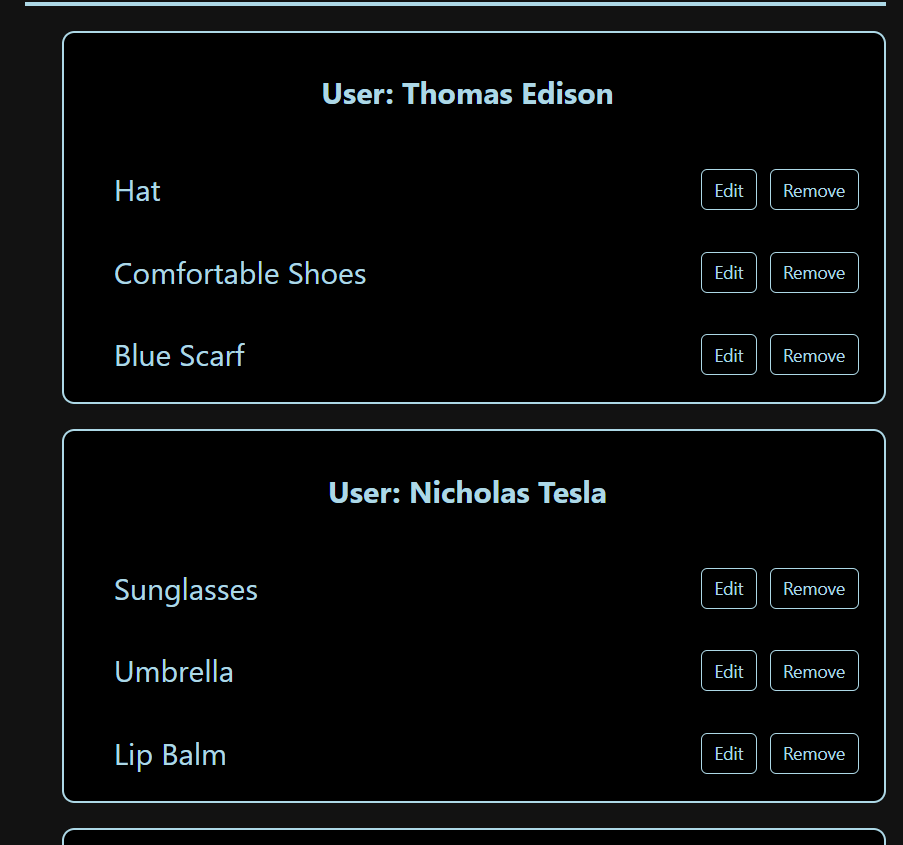 User: Thomas Edison
Hat Edit Remove
Comfortable Shoes Edit Remove
Blue Scarf Edit Remove
User: Nicholas Tesla
Sunglasses Edit Remove
Umbrella Edit Remove
Lip Balm Edit Remove